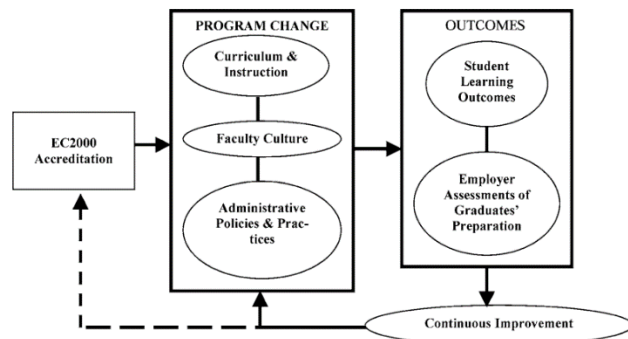 PROGRAM CHANGE
Curriculum &
Instruction
Faculty Culture
Administrative
Policies & Prac-
tices
EC2000
Accreditation
OUTCOMES
Student
Learning
Outcomes
Employer
Assessments of
Graduates'
Preparation
Continuous Improvement